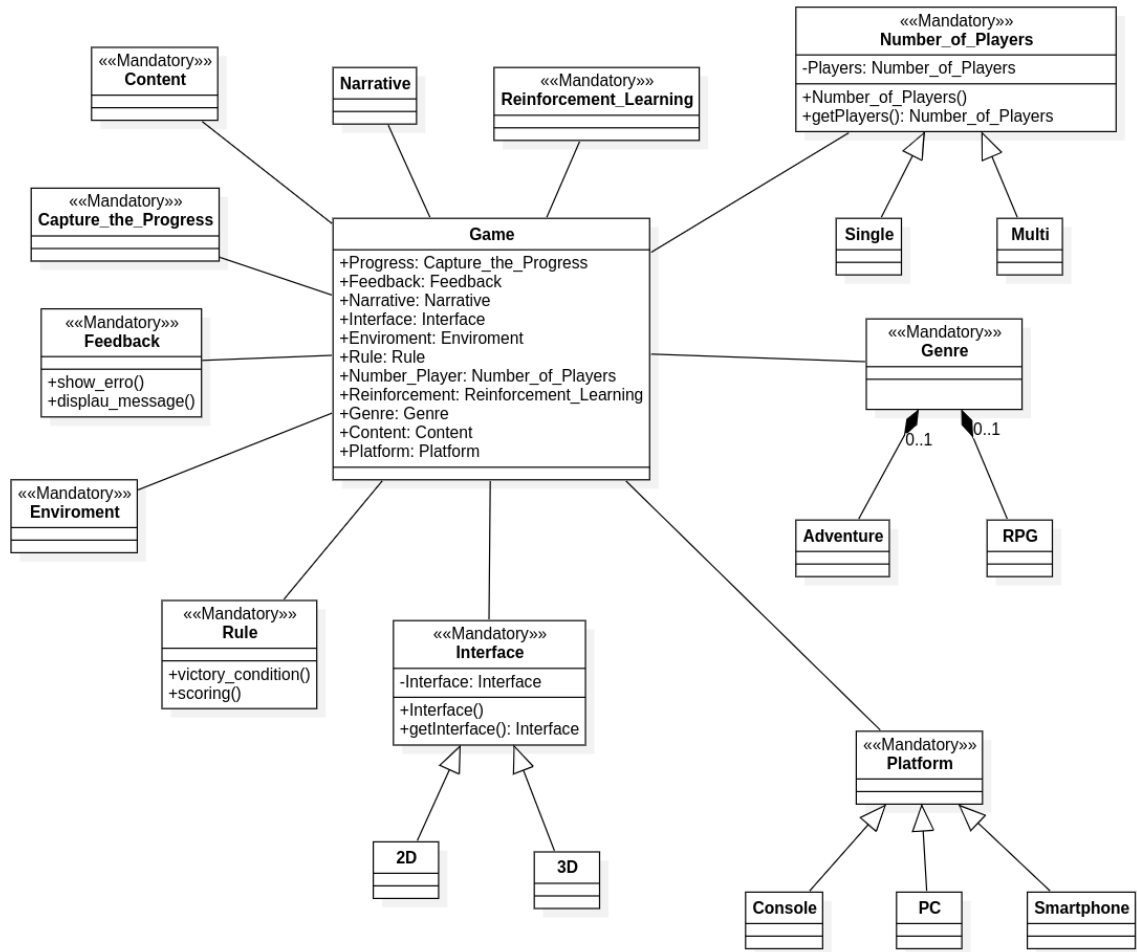 ««Mandatory»»
Content
Narrative
««Mandatory»»
Reinforcement_Learning
««Mandatory»»
Number_of_Players
-Players: Number_of_Players
+Number_of_Players()
+getPlayers(): Number_of_Players
Single
Multi
««Mandatory»»
Capture_the_Progress
««Mandatory»»
Feedback
+show_erro()
+displau_message()
««Mandatory»»
Enviroment
Game
+Progress: Capture_the_Progress
+Feedback: Feedback
+Narrative: Narrative
+Interface: Interface
+Enviroment: Enviroment
+Rule: Rule
+Number_Player: Number_of_Players
+Reinforcement: Reinforcement_Learning
+Genre: Genre
+Content: Content
+Platform: Platform
««Mandatory»»
Genre
0..1
0..1
Adventure
RPG
««Mandatory»»
Rule
+victory_condition()
+scoring()
««Mandatory»»
Interface
-Interface: Interface
+Interface()
+getInterface(): Interface
2D
3D
««Mandatory»»
Platform
Console
PC
Smartphone